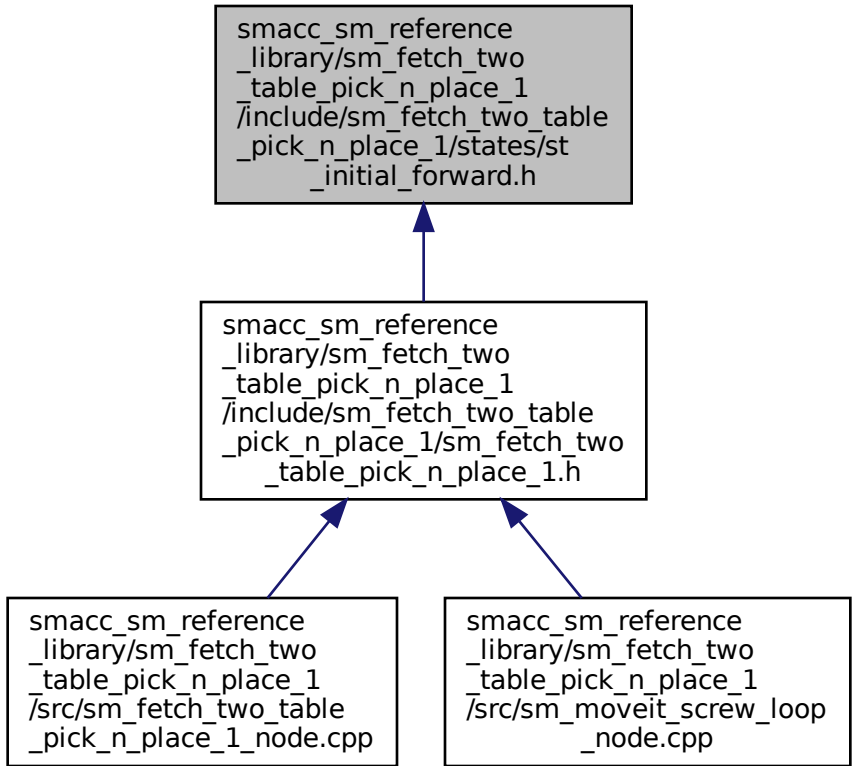 smacc_sm_reference
_library/sm_fetch_two
_table_pick_n_place_1
/include/sm_fetch_two_table
_pick_n_place_1/states/st
_initial_forward.h
smacc_sm_reference
_library/sm_fetch_two
_table_pick_n_place_1
/include/sm_fetch_two_table
_pick_n_place_1/sm_fetch_two
_table_pick_n_place_1.h
smacc_sm_reference
_library/sm_fetch_two
_table_pick_n_place_1
/src/sm_fetch_two_table
_pick_n_place_1_node.cpp
smacc_sm_reference
_library/sm_fetch_two
_table_pick_n_place_1
/src/sm_moveit_screw_loop
_node.cpp